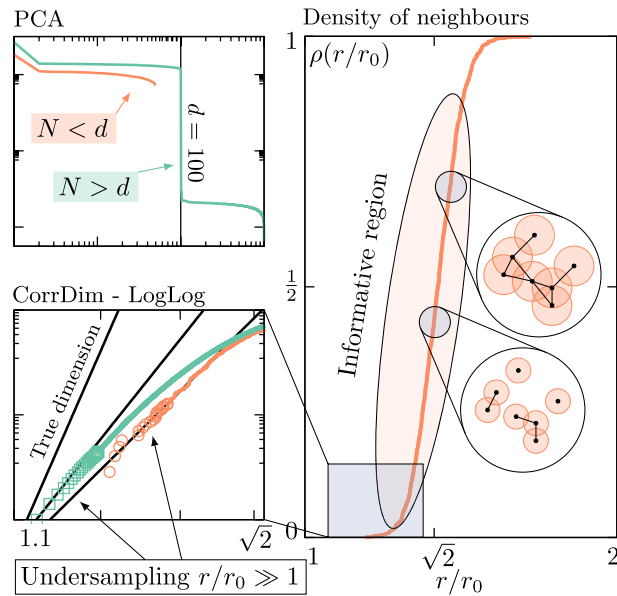 PCA
N < d
N > d
d = 100
CorrDim - LogLog
True dimension
1.1
√2
Undersampling r/r₀ ≫ 1
Density of neighbours
1
ρ(r/r₀)
Informative region
1/2
0
1
√2
2
r/r₀